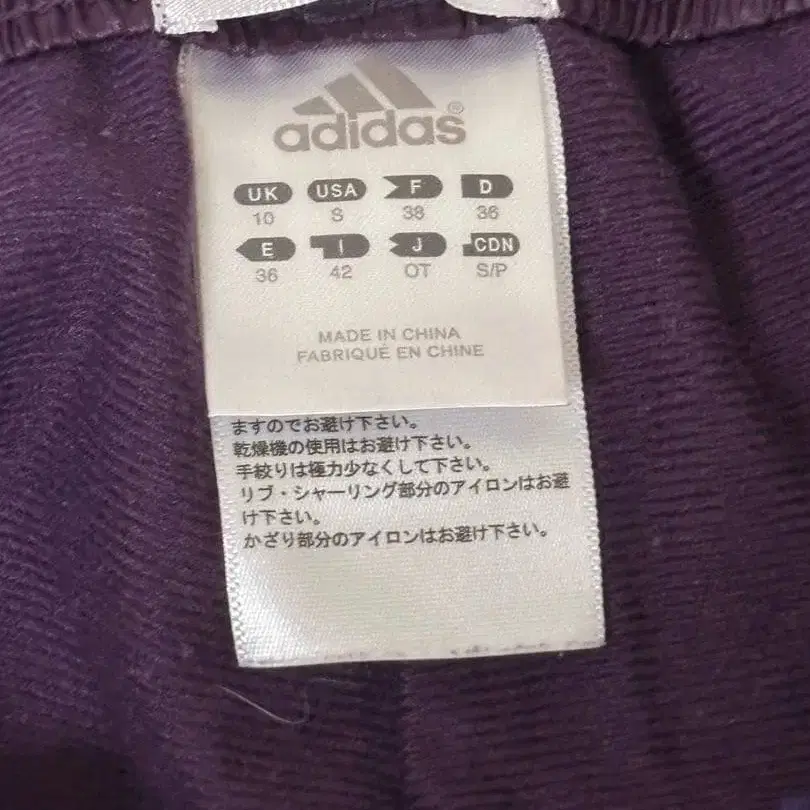 adidas®
UK USA F D
10 S 38 36
E I J CDN
36 42 OT S/P
MADE IN CHINA
FABRIQUÉ EN CHINE
ますのでお避け下さい。
乾燥機の使用はお避け下さい。
手絞りは極力少なくして下さい。
リブ・シャーリング部分のアイロンはお避
け下さい。
かざり部分のアイロンはお避け下さい。